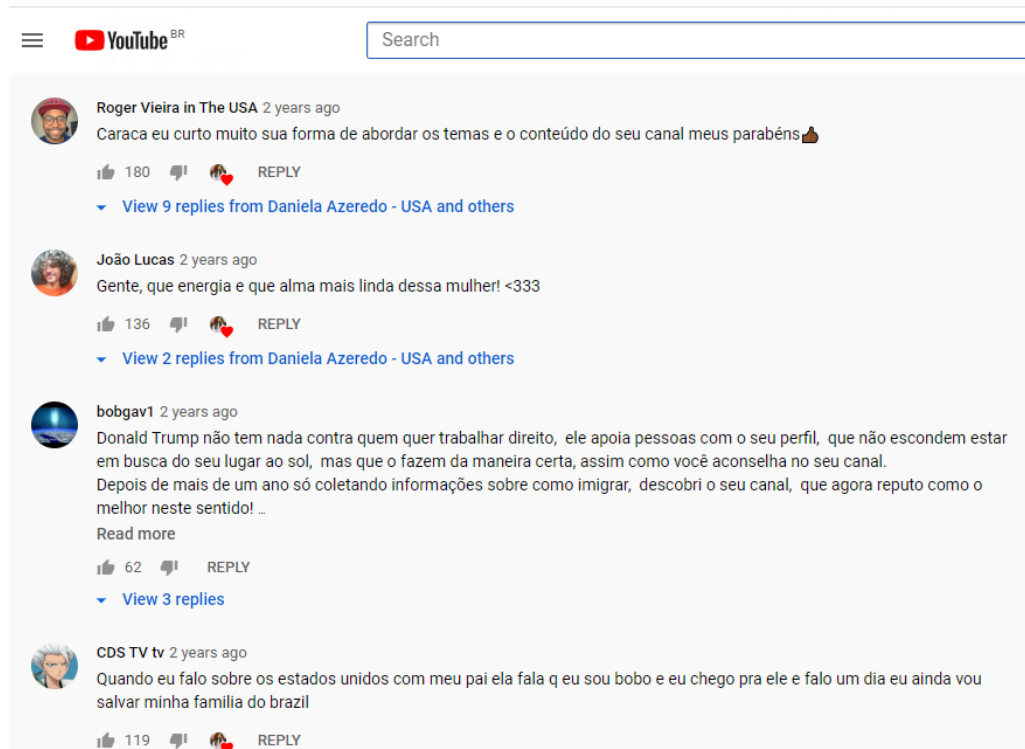 YouTube BR
Search
Roger Vieira in The USA 2 years ago
Caraca eu curto muito sua forma de abordar os temas e o conteúdo do seu canal meus parabéns👍🏾
180 REPLY
View 9 replies from Daniela Azeredo - USA and others
João Lucas 2 years ago
Gente, que energia e que alma mais linda dessa mulher! <333
136 REPLY
View 2 replies from Daniela Azeredo - USA and others
bobgav1 2 years ago
Donald Trump não tem nada contra quem quer trabalhar direito, ele apoia pessoas com o seu perfil, que não escondem estar
em busca do seu lugar ao sol, mas que o fazem da maneira certa, assim como você aconselha no seu canal.
Depois de mais de um ano só coletando informações sobre como imigrar, descobri o seu canal, que agora reputo como o
melhor neste sentido! ...
Read more
62 REPLY
View 3 replies
CDS TV tv 2 years ago
Quando eu falo sobre os estados unidos com meu pai ela fala q eu sou bobo e eu chego pra ele e falo um dia eu ainda vou
salvar minha familia do brazil
119 REPLY